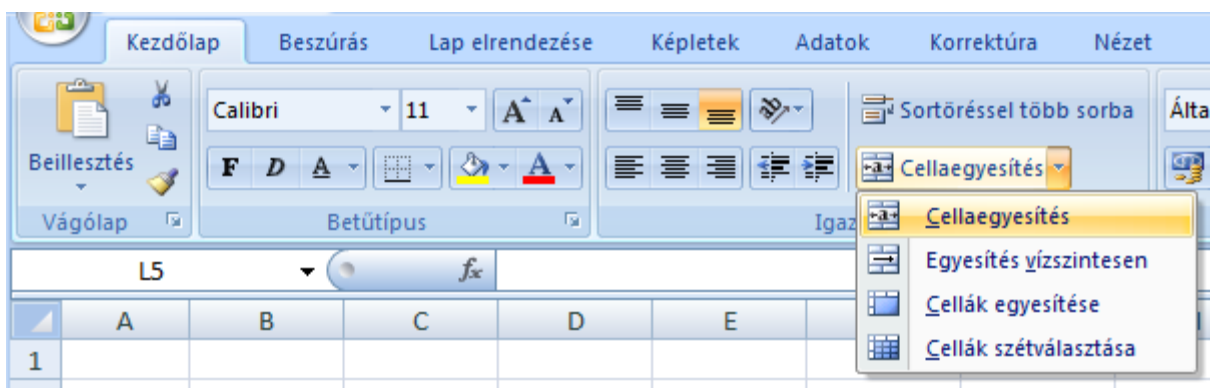 Kezdőlap Beszúrás Lap elrendezése Képletek Adatok Korrektúra Nézet
Calibri 11 A A Sortöréssel több sorba Álta
Beillesztés F D A A Cellaegyesítés
Vágólap Betűtípus Igaz
Cellaegyesítés
Egyesítés vízszintesen
Cellák egyesítése
Cellák szétválasztása
L5 fx
A B C D E
1